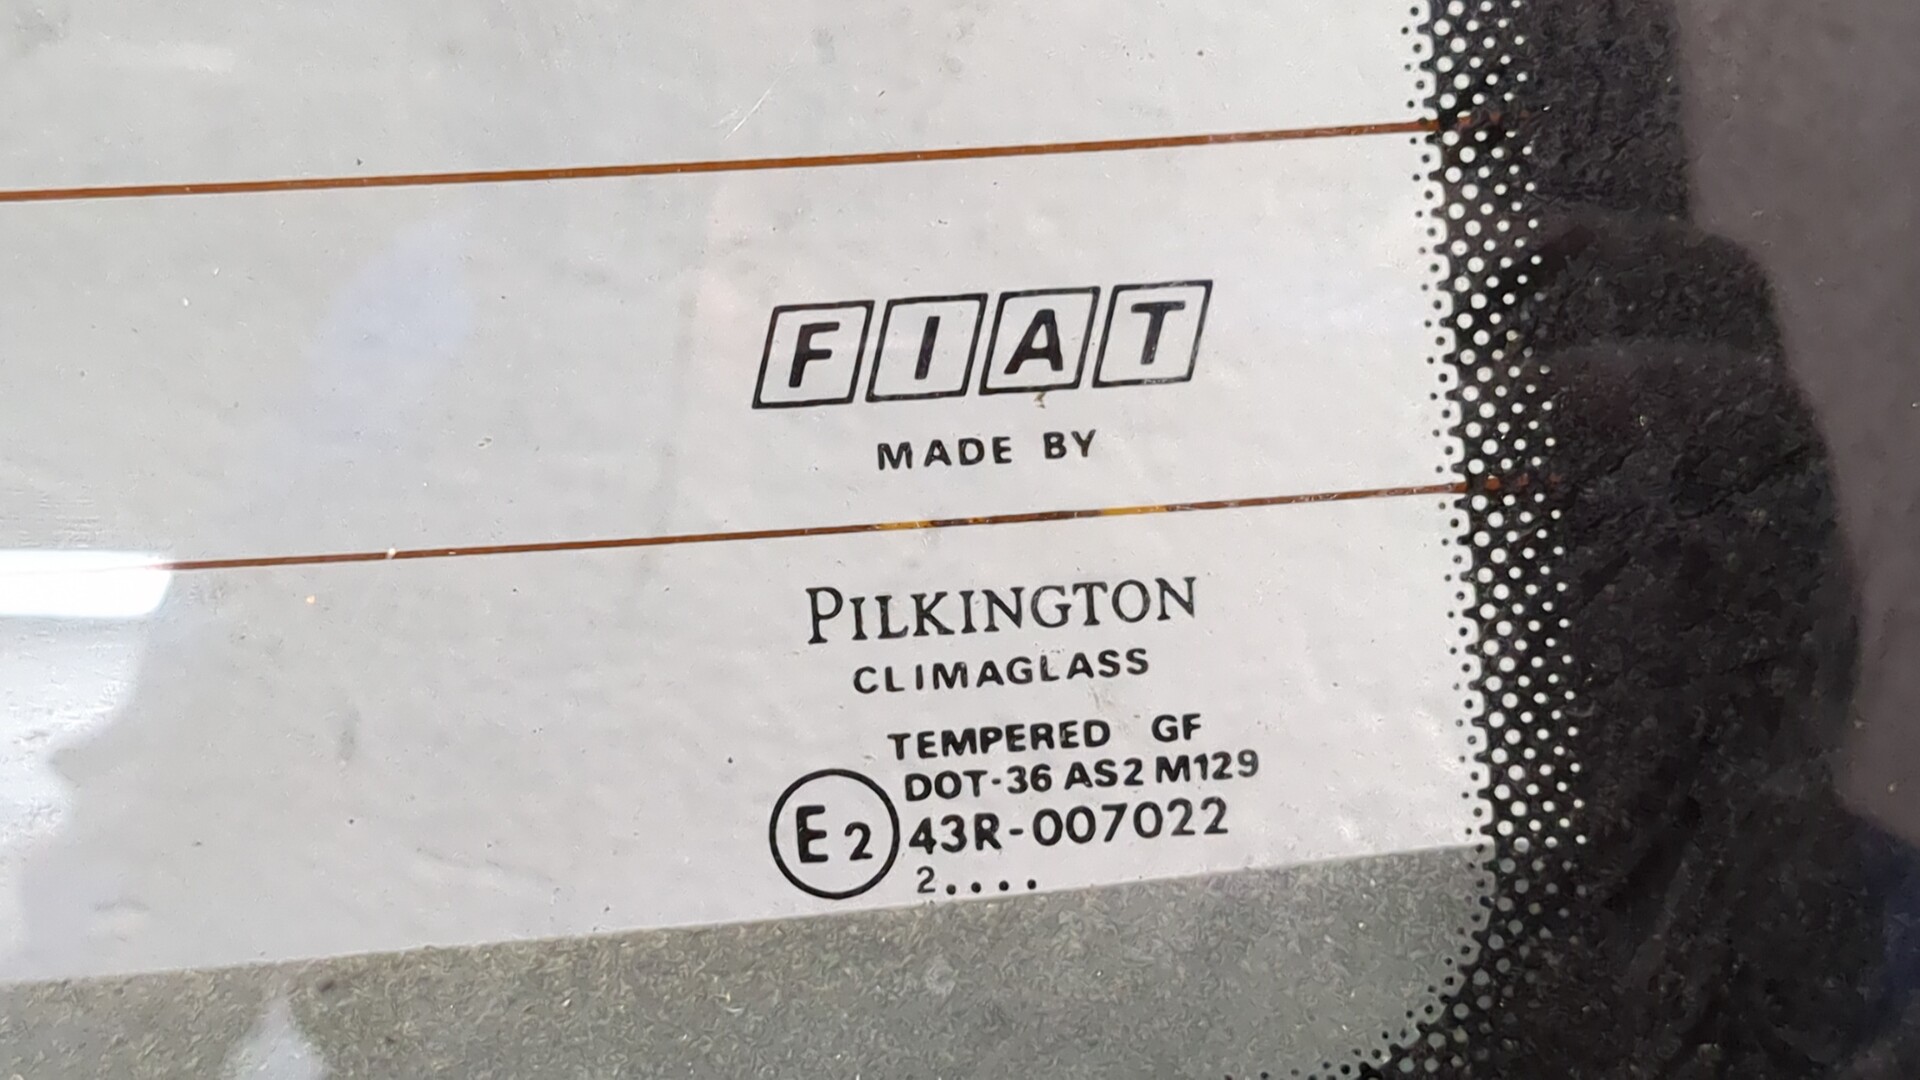 FIAT
MADE BY
PILKINGTON
CLIMAGLASS
TEMPERED GF
DOT-36 AS2 M129
E2 43R-007022
2....